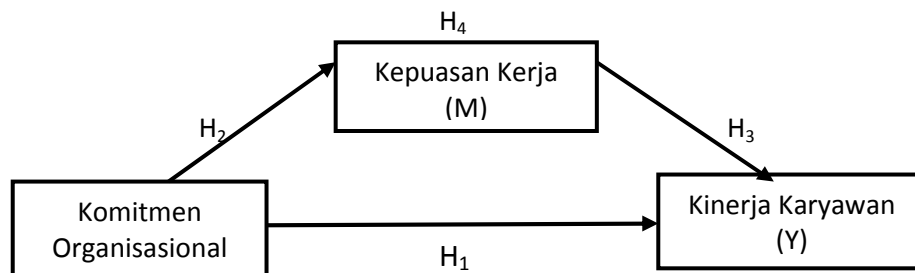 H₄
Kepuasan Kerja
(M)
H₂
H₃
Komitmen
Organisasional
Kinerja Karyawan
(Y)
H₁